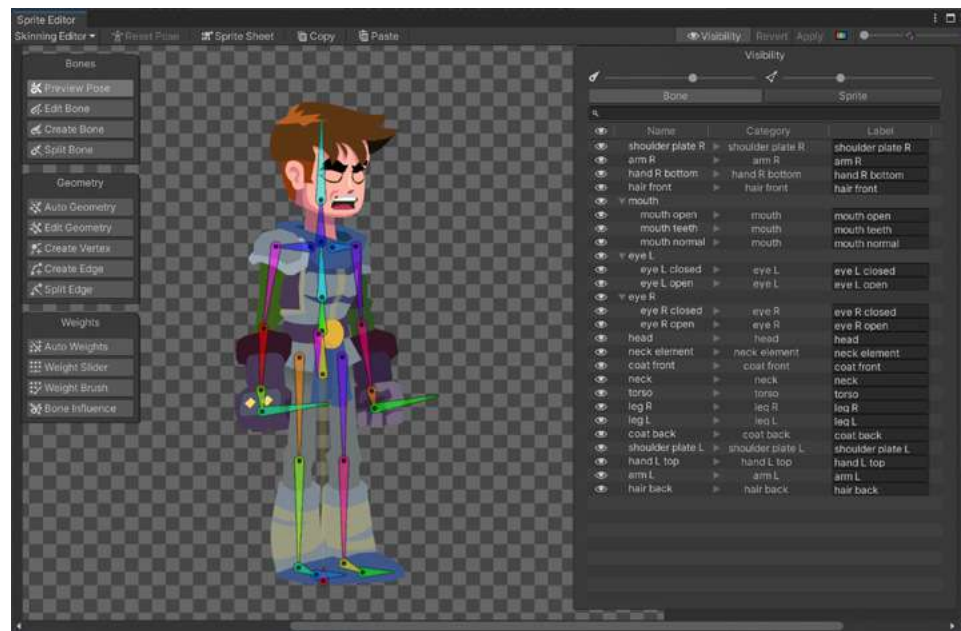 Sprite Editor
Skinning Editor Reset Pose Sprite Sheet Copy Paste Visibility Revert Apply
Bones
Preview Pose
Edit Bone
Create Bone
Split Bone
Geometry
Auto Geometry
Edit Geometry
Create Vertex
Create Edge
Split Edge
Weights
Auto Weights
Weight Slider
Weight Brush
Bone Influence
Visibility
Bone Sprite
Name Category Label
shoulder plate R shoulder plate R shoulder plate R
arm R arm R arm R
hand R bottom hand R bottom hand R bottom
hair front hair front hair front
mouth
mouth open mouth mouth open
mouth teeth mouth mouth teeth
mouth normal mouth mouth normal
eye L
eye L closed eye L eye L closed
eye L open eye L eye L open
eye R
eye R closed eye R eye R closed
eye R open eye R eye R open
head head head
neck element neck element neck element
coat front coat front coat front
neck neck neck
torso torso torso
leg R leg R leg R
leg L leg L leg L
coat back coat back coat back
shoulder plate L shoulder plate L shoulder plate L
hand L top hand L top hand L top
arm L arm L arm L
hair back hair back hair back